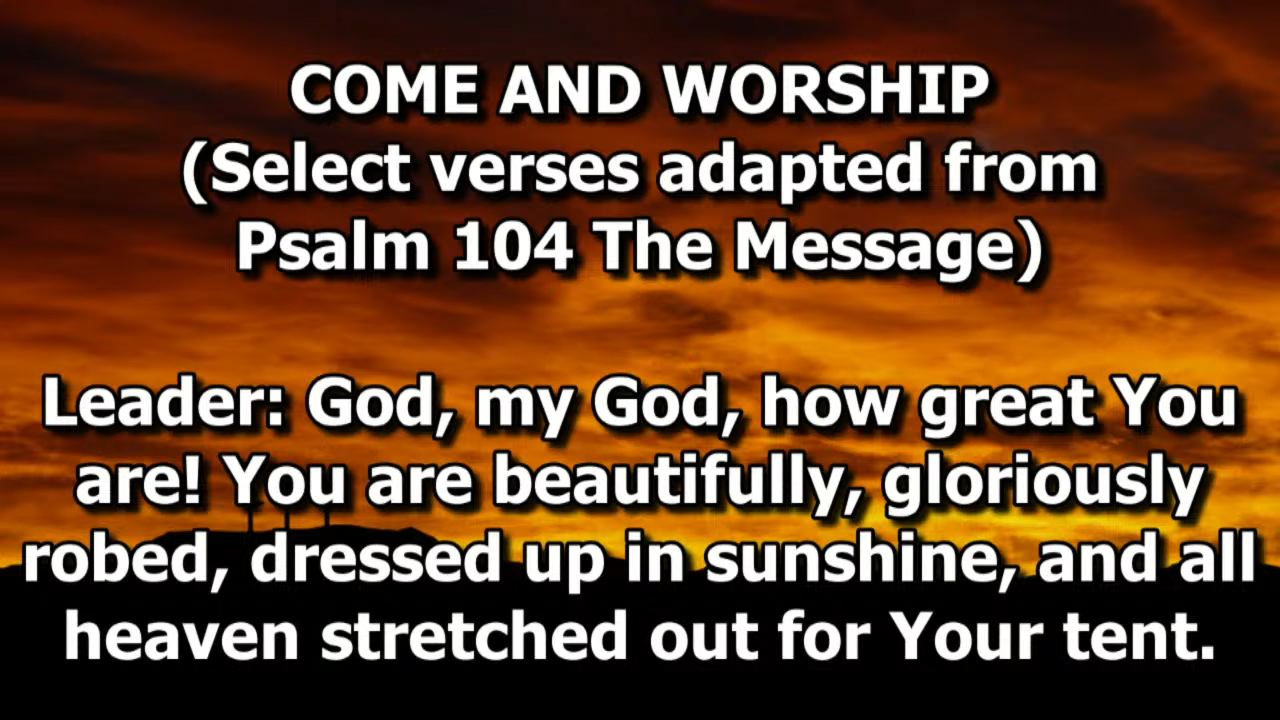 COME AND WORSHIP
(Select verses adapted from
Psalm 104 The Message)
Leader: God, my God, how great You
are! You are beautifully, gloriously
robed, dressed up in sunshine, and all
heaven stretched out for Your tent.